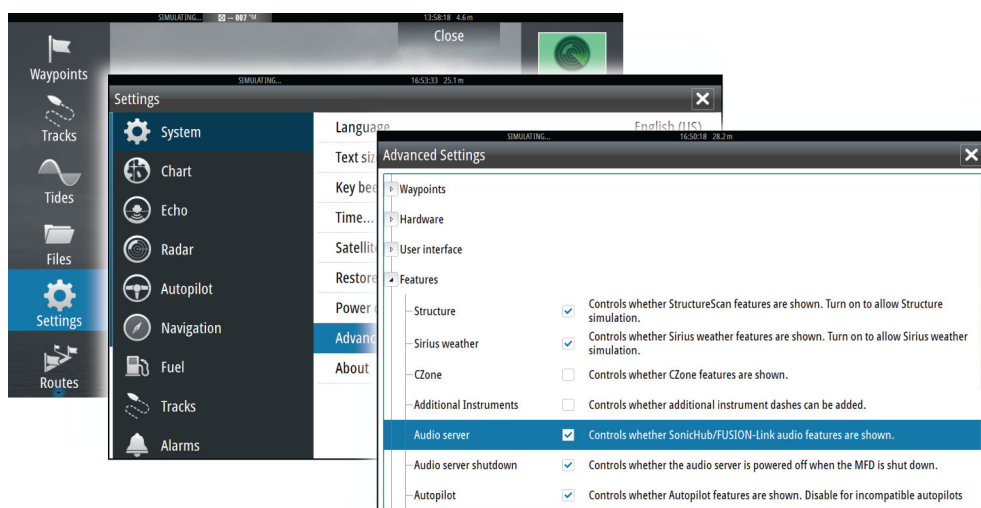 SIMULATING... -- 007 °M 13:58:18 4.6 m
Close
Waypoints
Tracks
Tides
Files
Settings
Routes
SIMULATING... 16:53:33 25.1 m
Settings
System
Chart
Echo
Radar
Autopilot
Navigation
Fuel
Tracks
Alarms
Language English (US)
Text siz
Key bee
Time...
Satellit
Restore
Power
Advanc
About
SIMULATING... 16:50:18 28.2 m
Advanced Settings
Waypoints
Hardware
User interface
Features
Structure Controls whether StructureScan features are shown. Turn on to allow Structure
simulation.
Sirius weather Controls whether Sirius weather features are shown. Turn on to allow Sirius weather
simulation.
CZone Controls whether CZone features are shown.
Additional Instruments Controls whether additional instrument dashes can be added.
Audio server Controls whether SonicHub/FUSION-Link audio features are shown.
Audio server shutdown Controls whether the audio server is powered off when the MFD is shut down.
Autopilot Controls whether Autopilot features are shown. Disable for incompatible autopilots